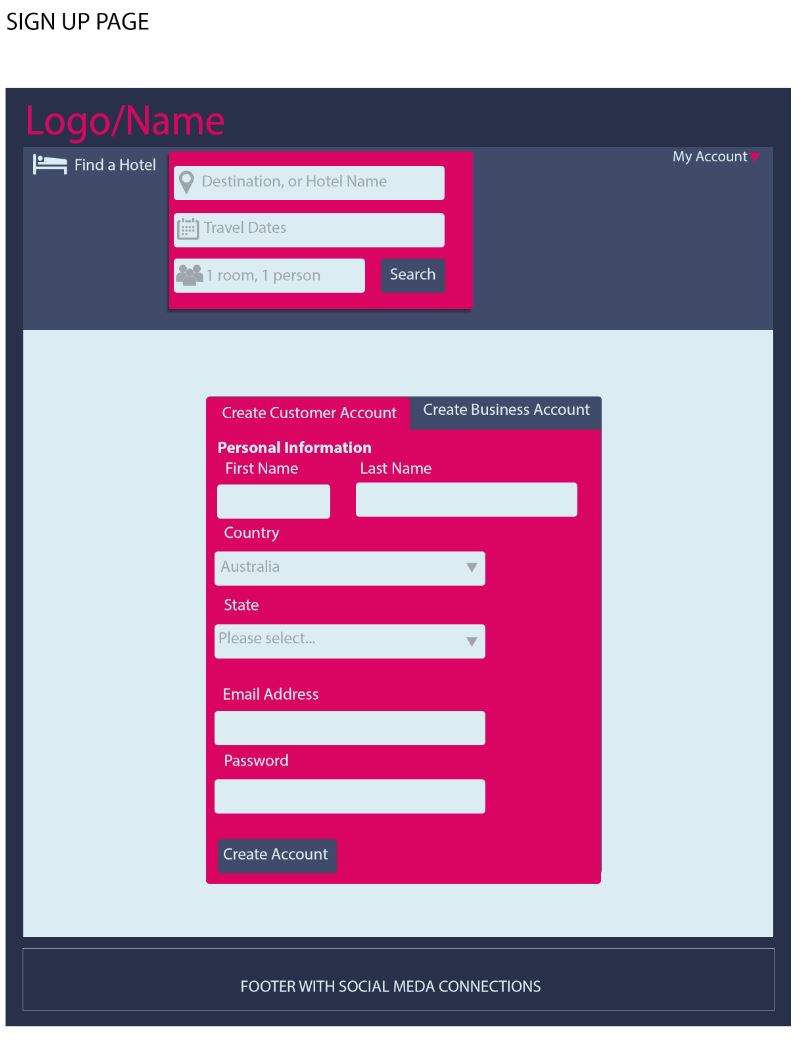 SIGN UP PAGE
Logo/Name
Find a Hotel
My Account
Destination, or Hotel Name
Travel Dates
1 room, 1 person
Search
Create Customer Account
Create Business Account
Personal Information
First Name
Last Name
Country
Australia
State
Please select...
Email Address
Password
Create Account
FOOTER WITH SOCIAL MEDA CONNECTIONS